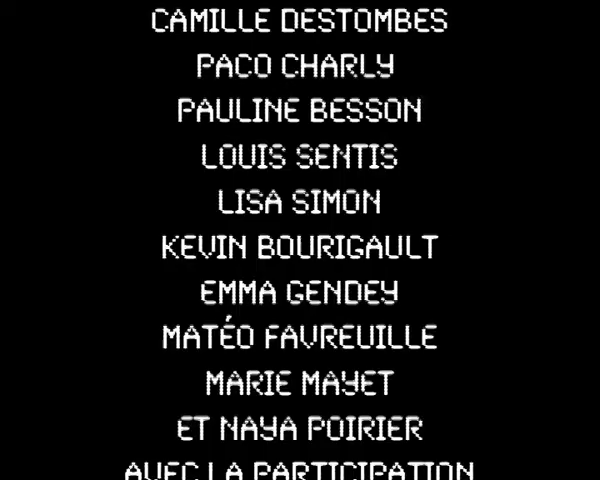 CAMILLE DESTOMBES
PACO CHARLY
PAULINE BESSON
LOUIS SENTIS
LISA SIMON
KEVIN BOURIGAULT
EMMA GENDEY
MATÉO FAVREUILLE
MARIE MAYET
ET NAYA POIRIER
AVEC LA PARTICIPATION